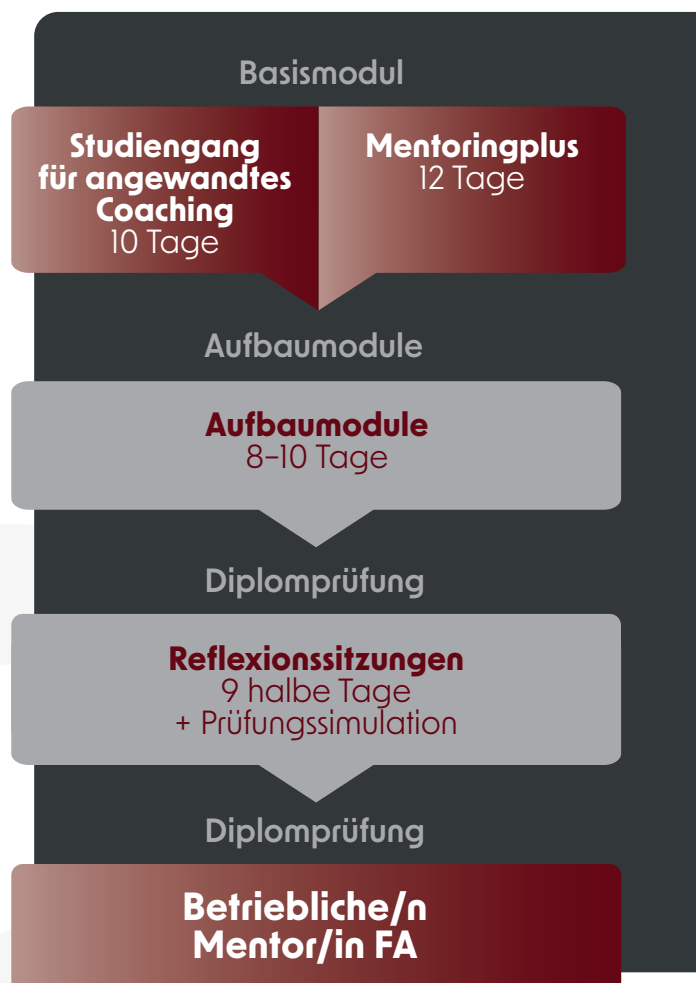 Basismodul
Studiengang
für angewandtes
Coaching
10 Tage
Mentoringplus
12 Tage
Aufbaumodule
Aufbaumodule
8–10 Tage
Diplomprüfung
Reflexionssitzungen
9 halbe Tage
+ Prüfungssimulation
Diplomprüfung
Betriebliche/n
Mentor/in FA